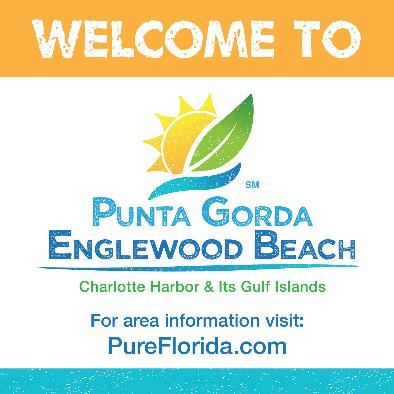 WELCOME TO
SM
PUNTA GORDA
ENGLEWOOD BEACH
Charlotte Harbor & Its Gulf Islands
For area information visit:
PureFlorida.com